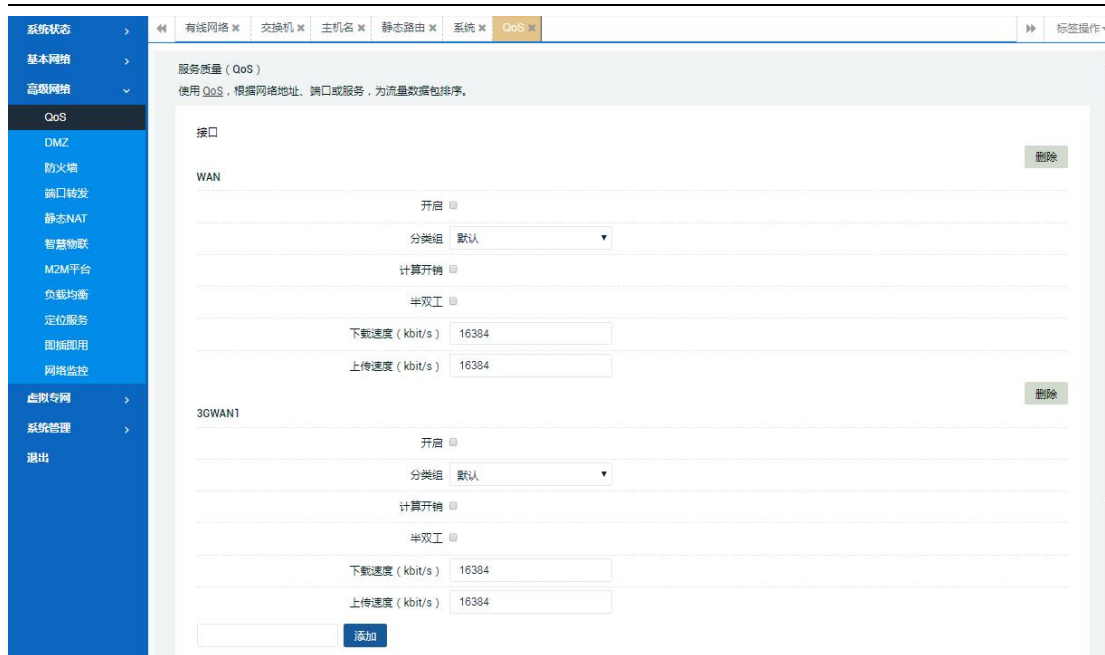 系统状态
基本网络
高级网络
QoS
DMZ
防火墙
端口转发
静态NAT
智慧物联
M2M平台
负载均衡
定位服务
即插即用
网络监控
虚拟专网
系统管理
退出
有线网络 交换机 主机名 静态路由 系统 QoS 标签操作
服务质量(QoS)
使用 QoS,根据网络地址、端口或服务,为流量数据包排序。
接口
删除
WAN
开启
分类组 默认
计算开销
半双工
下载速度(kbit/s) 16384
上传速度(kbit/s) 16384
删除
3GWAN1
开启
分类组 默认
计算开销
半双工
下载速度(kbit/s) 16384
上传速度(kbit/s) 16384
添加